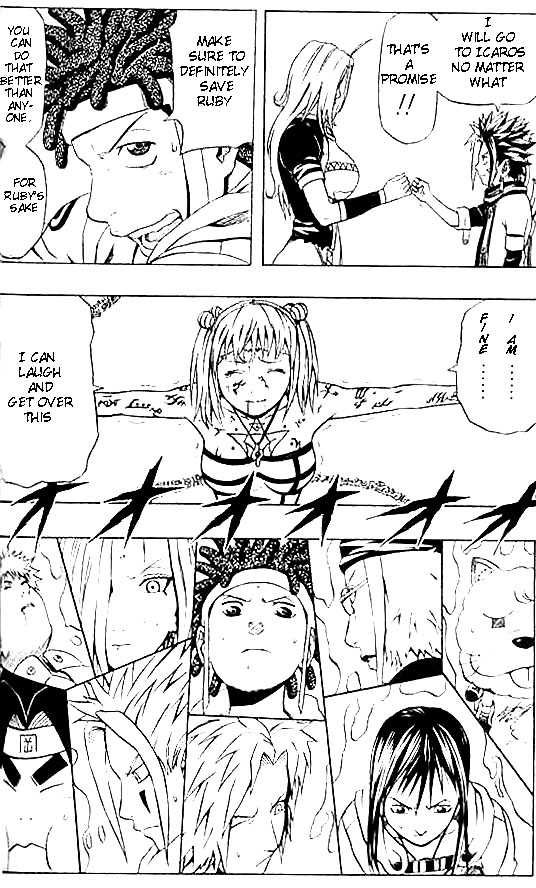 I
WILL GO
TO ICAROS
NO MATTER
WHAT
THAT'S
A
PROMISE
!!
MAKE
SURE TO
DEFINITELY
SAVE
RUBY
YOU
CAN
DO
THAT
BETTER
THAN
ANY-
ONE.
FOR
RUBY'S
SAKE
I AM......
FINE......
I CAN
LAUGH
AND
GET OVER
THIS